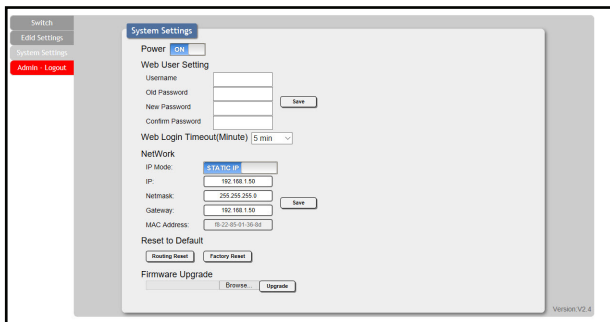 Switch
Edid Settings
System Settings
Admin - Logout
System Settings
Power ON
Web User Setting
Username
Old Password
New Password
Save
Confirm Password
Web Login Timeout(Minute) 5 min
NetWork
IP Mode: STATIC IP
IP: 192.168.1.50
Netmask: 255.255.255.0
Save
Gateway: 192.168.1.50
MAC Address: f8-22-85-01-36-8d
Reset to Default
Routing Reset Factory Reset
Firmware Upgrade
Browse... Upgrade
Version:V2.4